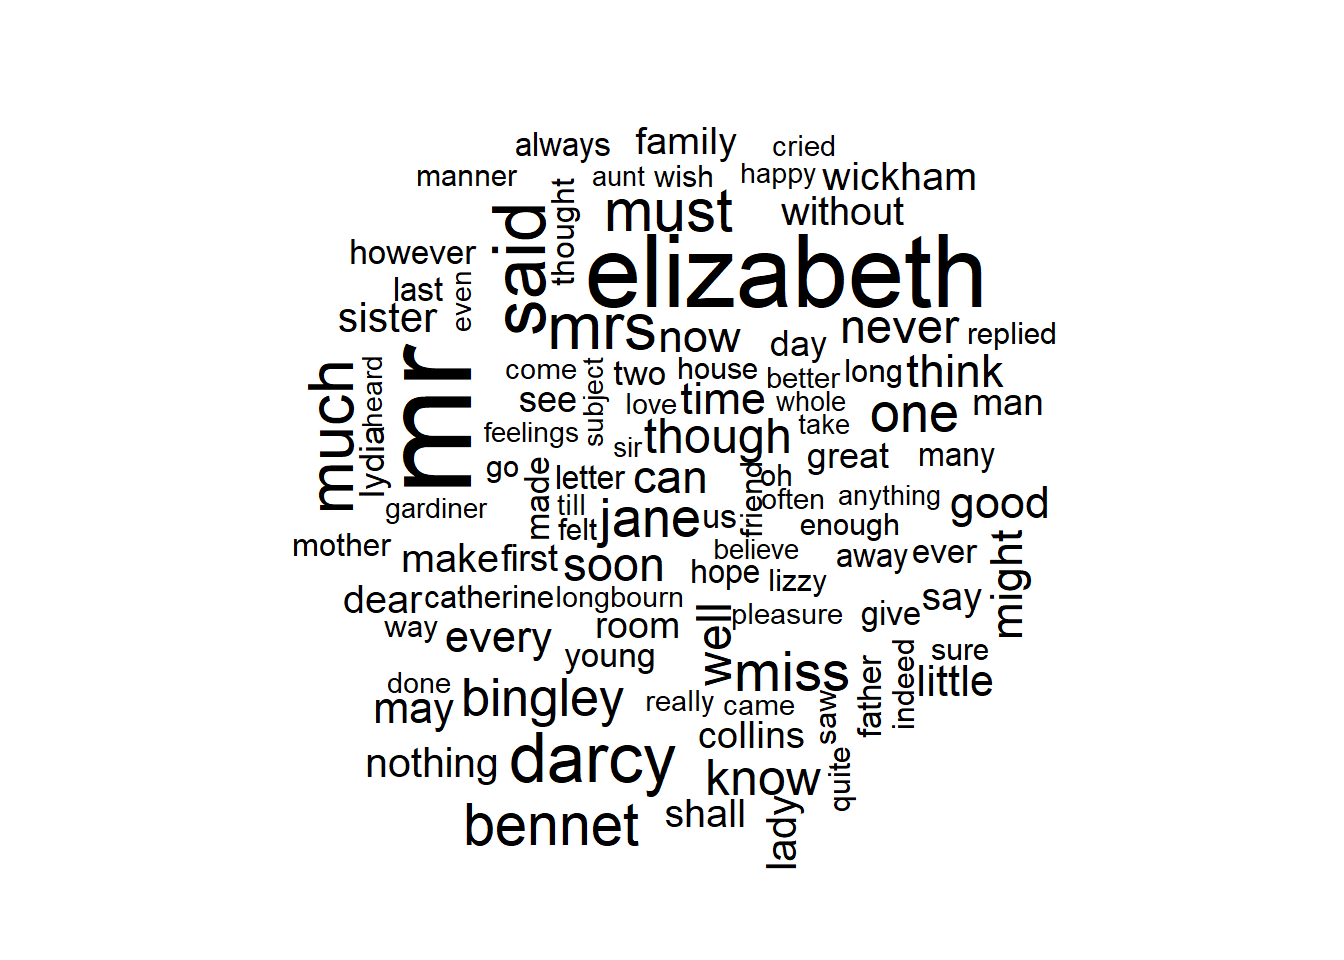 always family cried
manner aunt wish happy wickham
thought must without
said
however elizabeth
last even
sister mrs now day never replied
mr
much heard come subject two house better long think
see love time whole one man
lydia feelings sir though take great many
go made letter can friend oh
gardiner till jane us often anything good
felt enough
mother make first soon believe away ever might
hope lizzy
dear catherine longbourn well pleasure give say
way every room
young miss father indeed sure little
done may bingley really came saw
collins
nothing darcy know quite
bennet shall lady